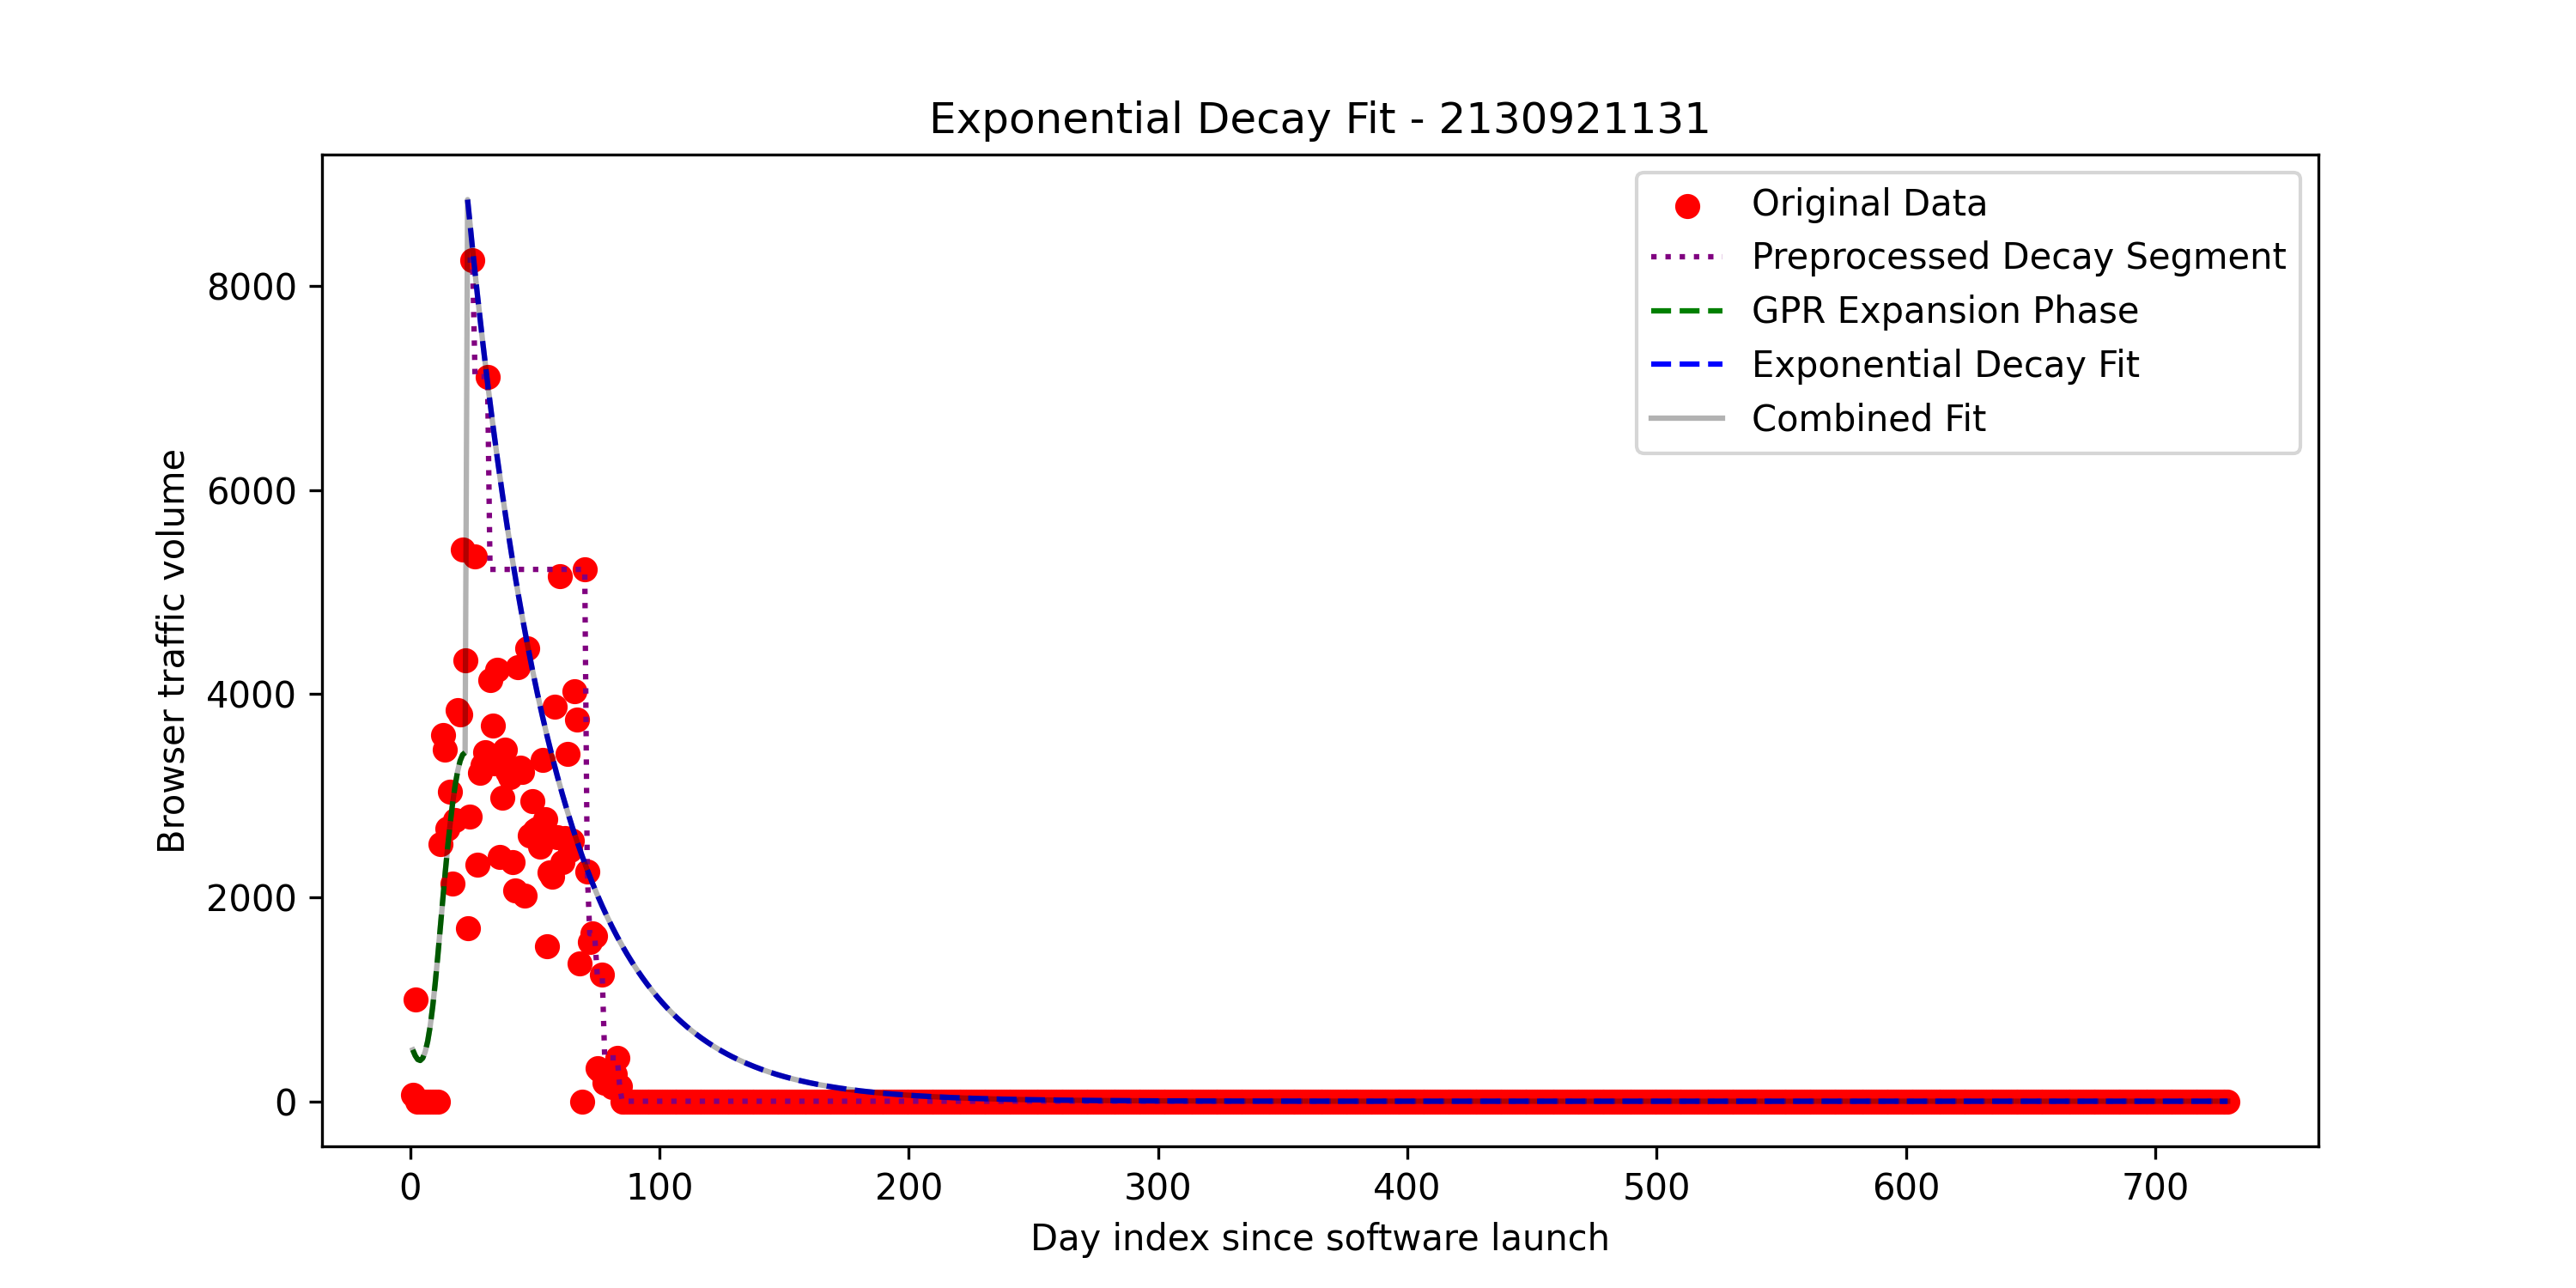 Exponential Decay Fit - 2130921131
Original Data
Preprocessed Decay Segment
GPR Expansion Phase
Exponential Decay Fit
Combined Fit
Browser traffic volume
8000
6000
4000
2000
0
0 100 200 300 400 500 600 700
Day index since software launch